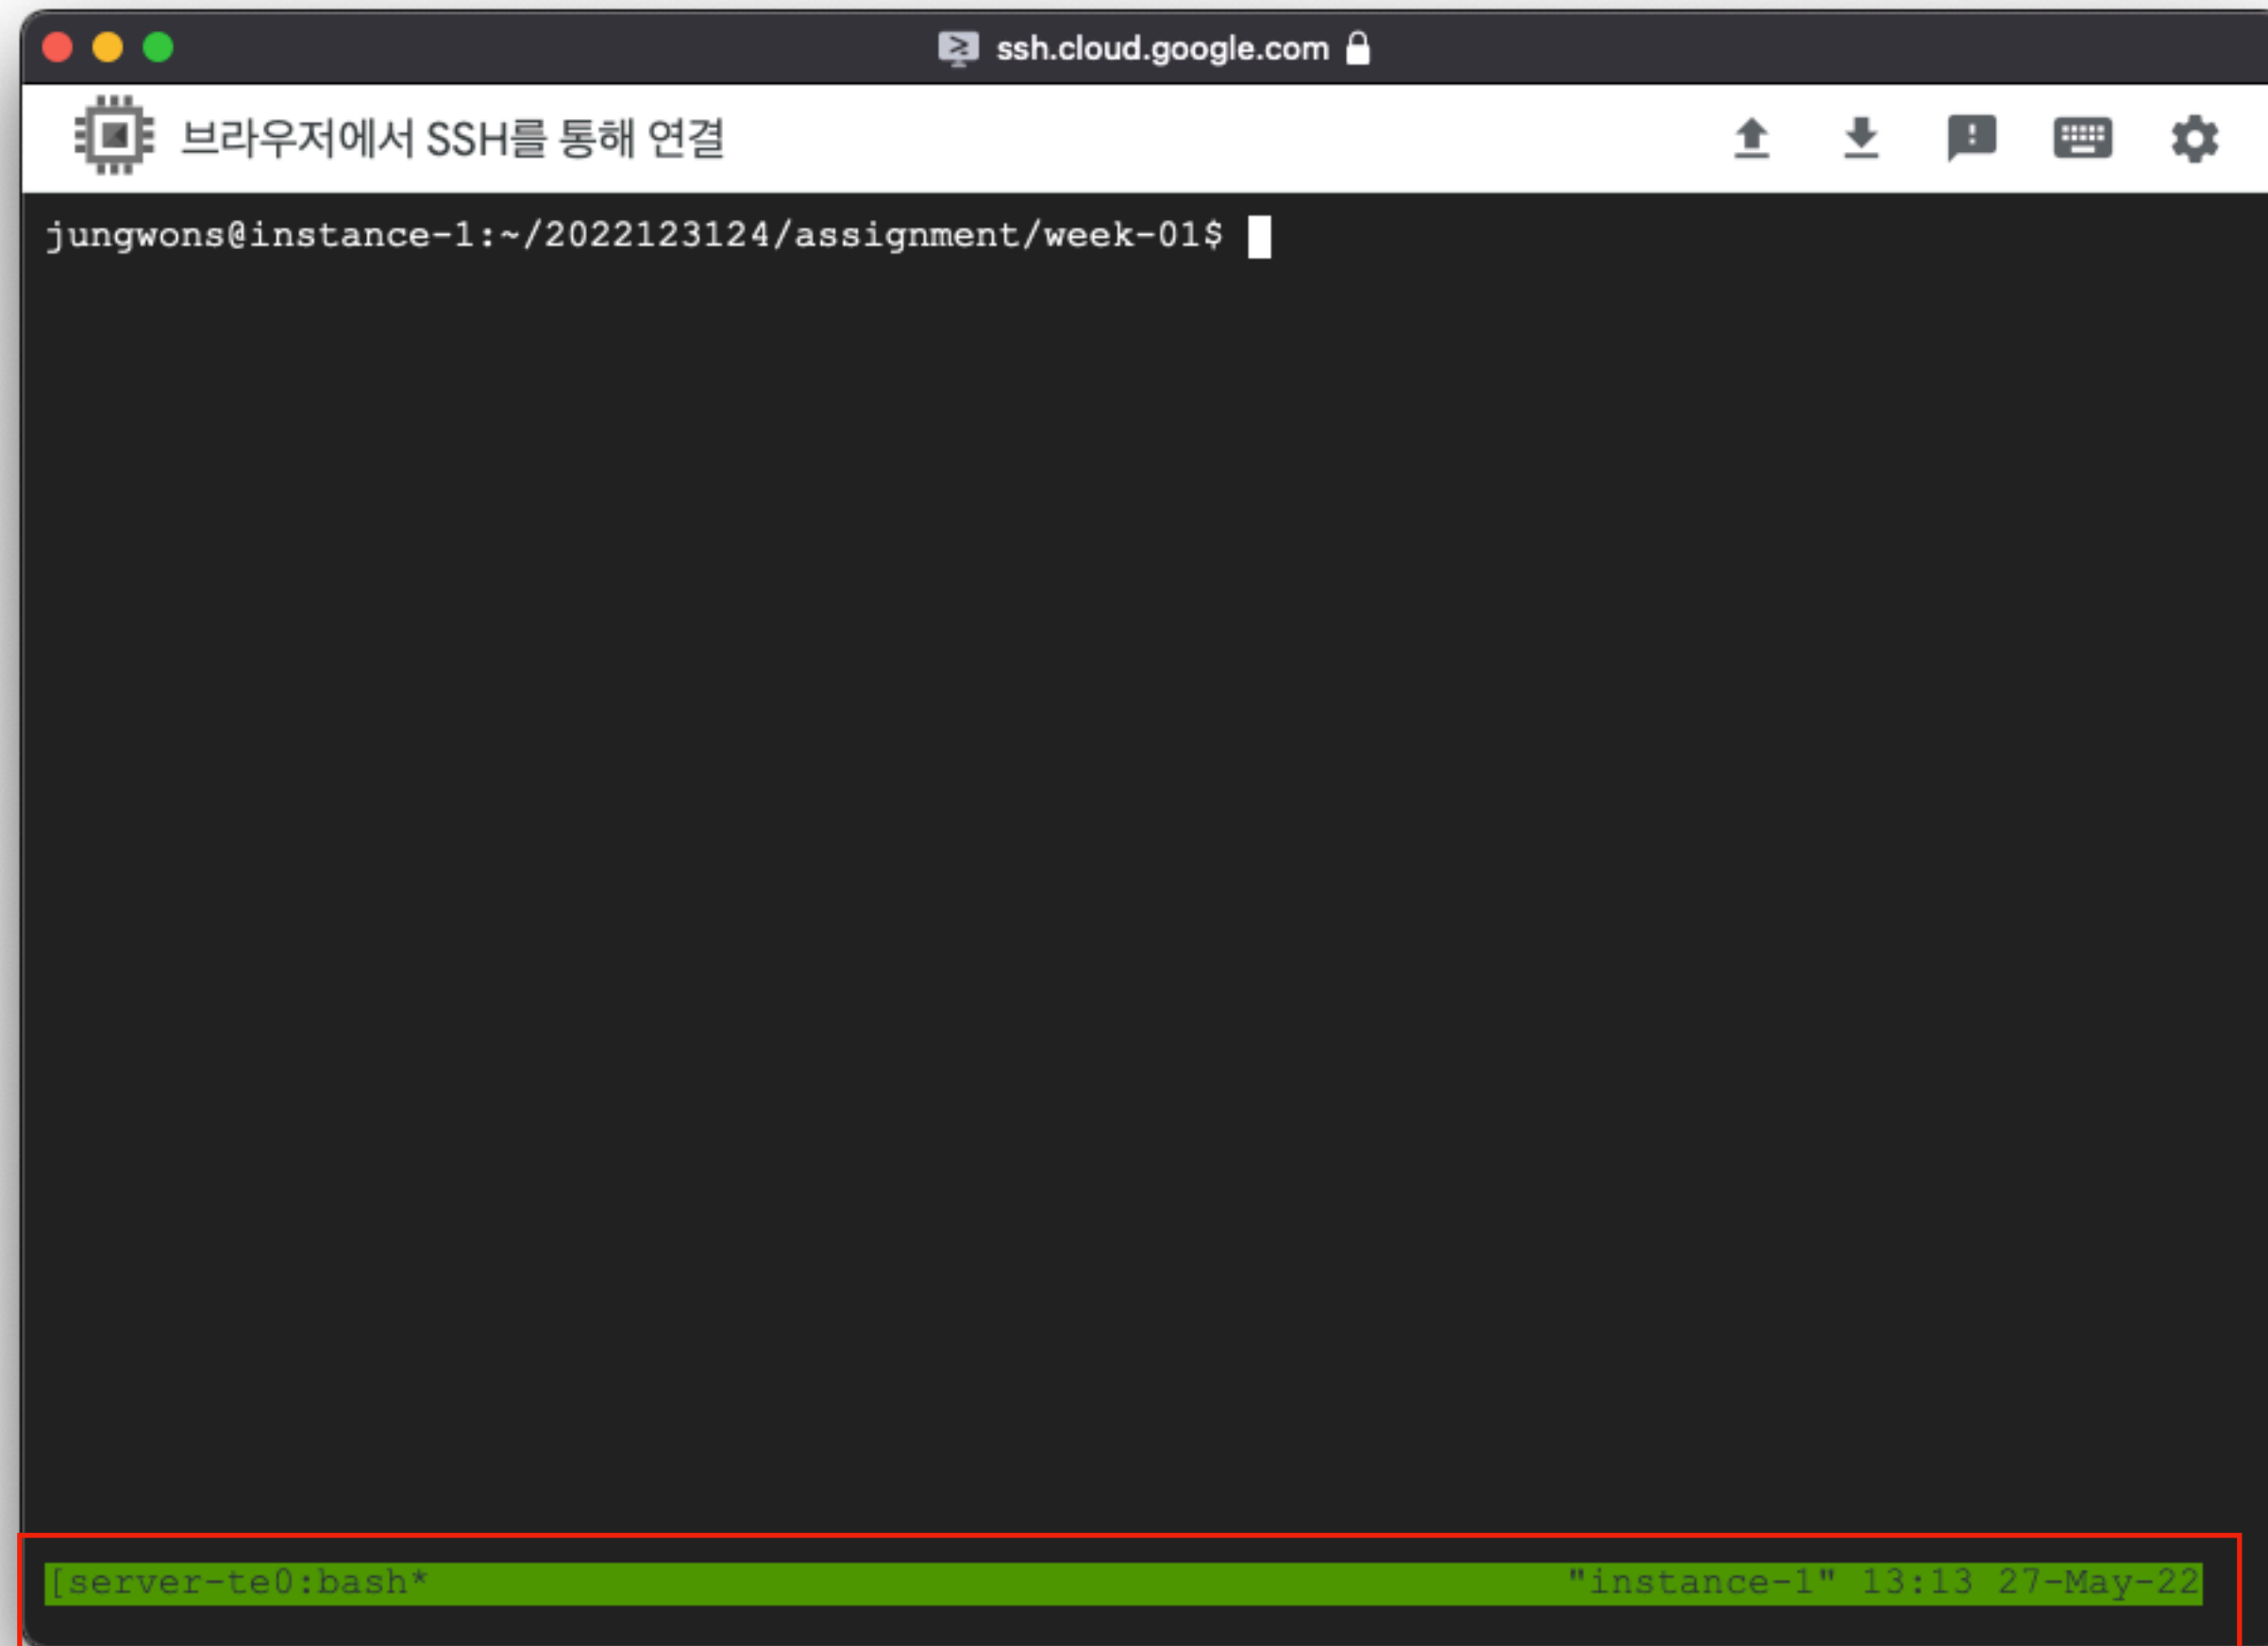 ssh.cloud.google.com
브라우저에서 SSH를 통해 연결
jungwons@instance-1:~/2022123124/assignment/week-01$
[server-te0:bash* "instance-1" 13:13 27-May-22